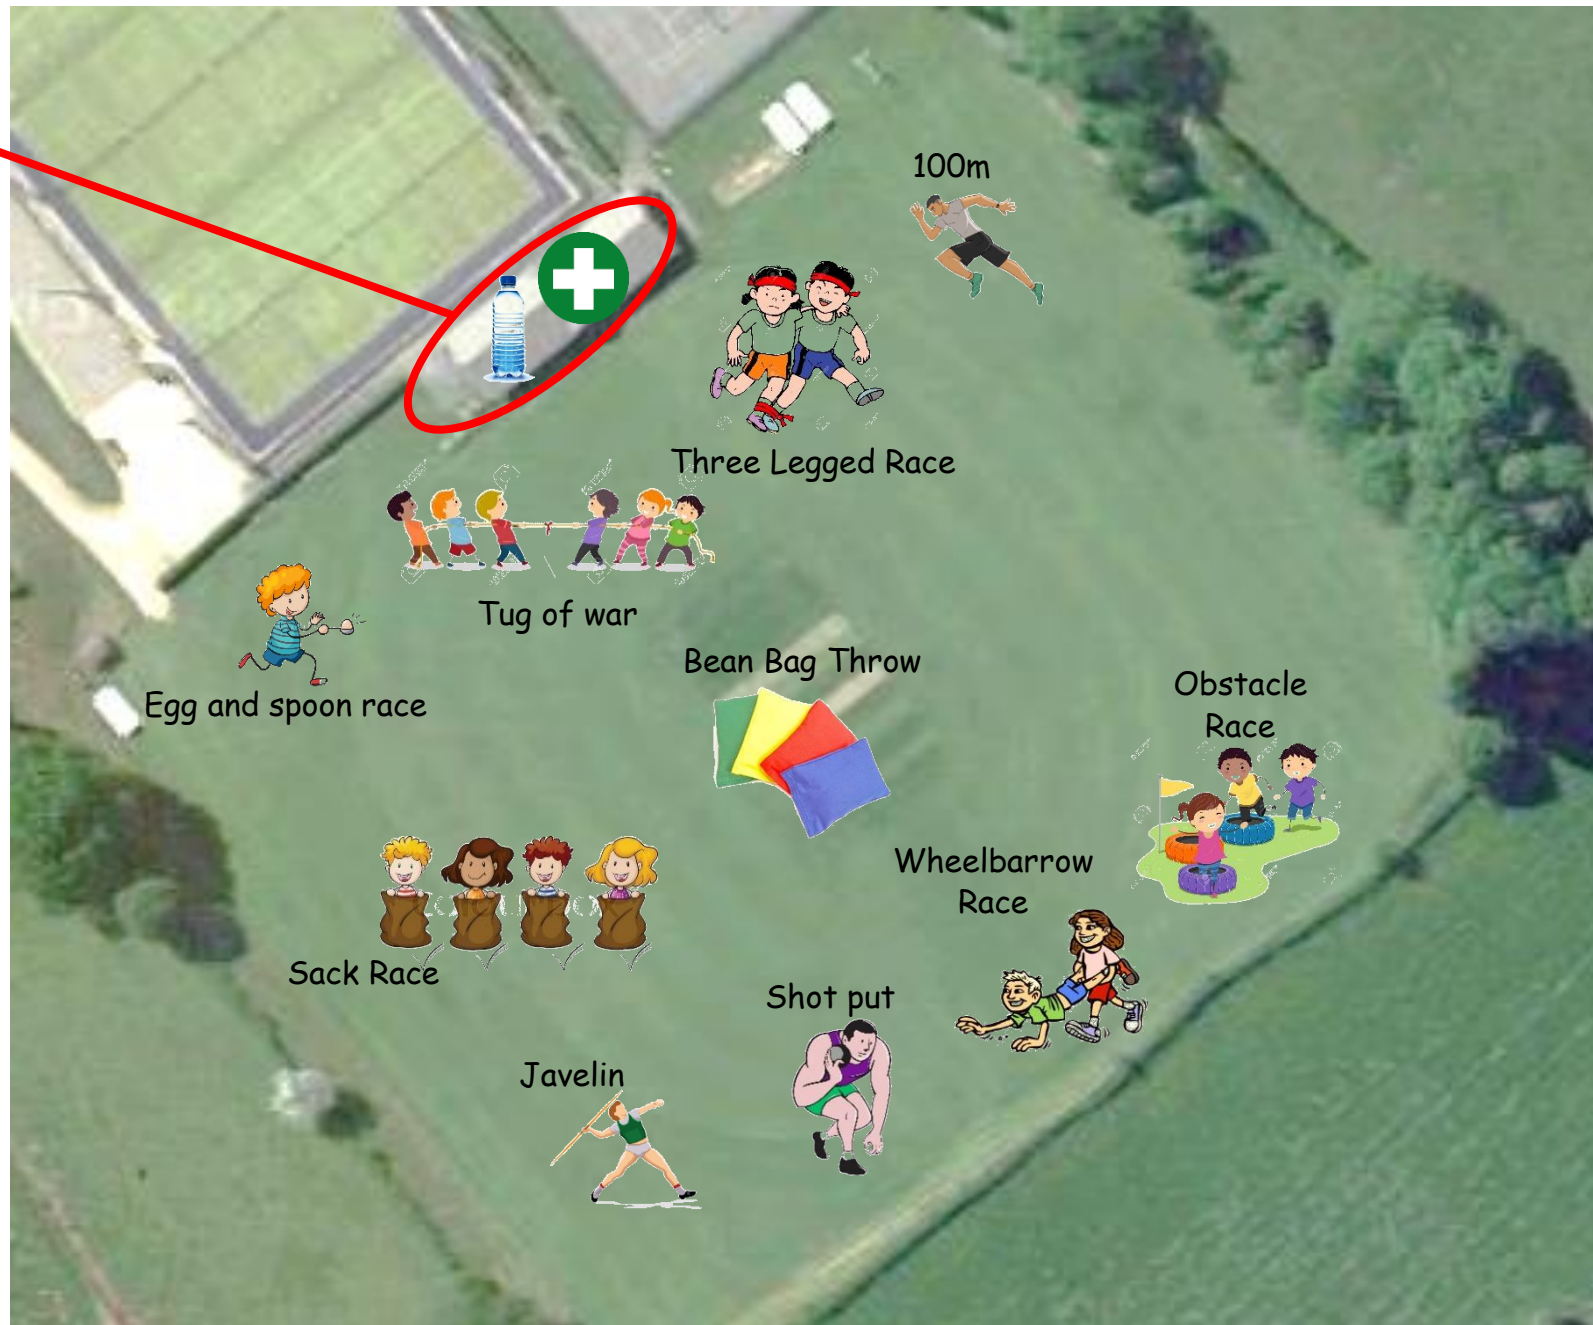 100m
Three Legged Race
Tug of war
Bean Bag Throw
Obstacle
Race
Egg and spoon race
Wheelbarrow
Race
Sack Race
Shot put
Javelin